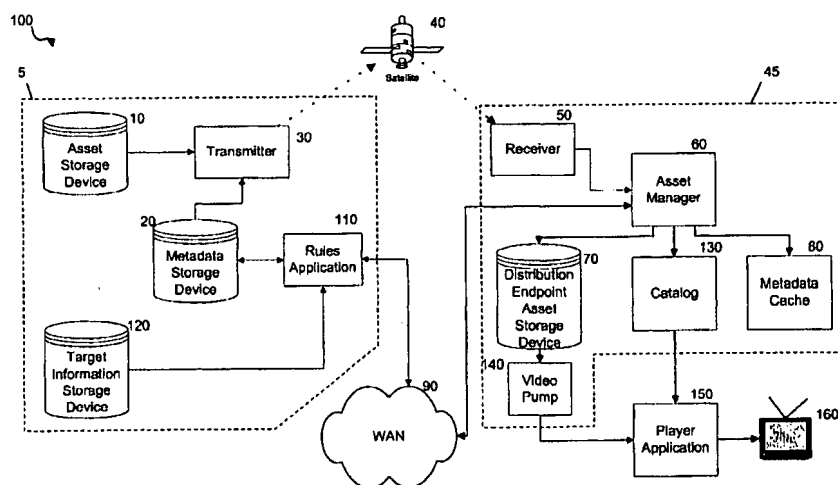 100
40
Satellite
5
45
10
Asset
Storage
Device
30
Transmitter
50
Receiver
60
Asset
Manager
20
Metadata
Storage
Device
110
Rules
Application
70
Distribution
Endpoint
Asset
Storage
Device
130
Catalog
80
Metadata
Cache
120
Target
Information
Storage
Device
90
WAN
140
Video
Pump
150
Player
Application
160